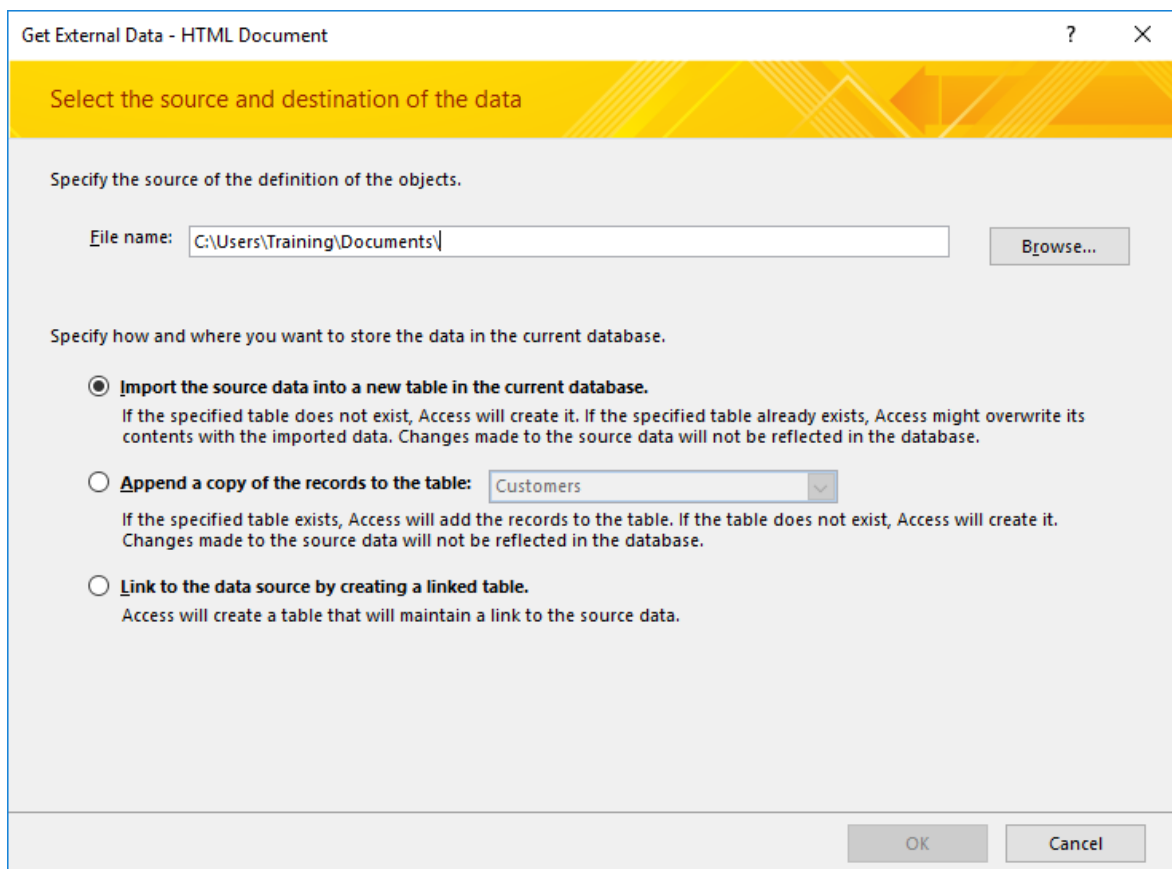 Get External Data - HTML Document ?
Select the source and destination of the data
Specify the source of the definition of the objects.
File name: C:\Users\Training\Documents\ Browse...
Specify how and where you want to store the data in the current database.
Import the source data into a new table in the current database.
If the specified table does not exist, Access will create it. If the specified table already exists, Access might overwrite its
contents with the imported data. Changes made to the source data will not be reflected in the database.
Append a copy of the records to the table: Customers
If the specified table exists, Access will add the records to the table. If the table does not exist, Access will create it.
Changes made to the source data will not be reflected in the database.
Link to the data source by creating a linked table.
Access will create a table that will maintain a link to the source data.
OK Cancel